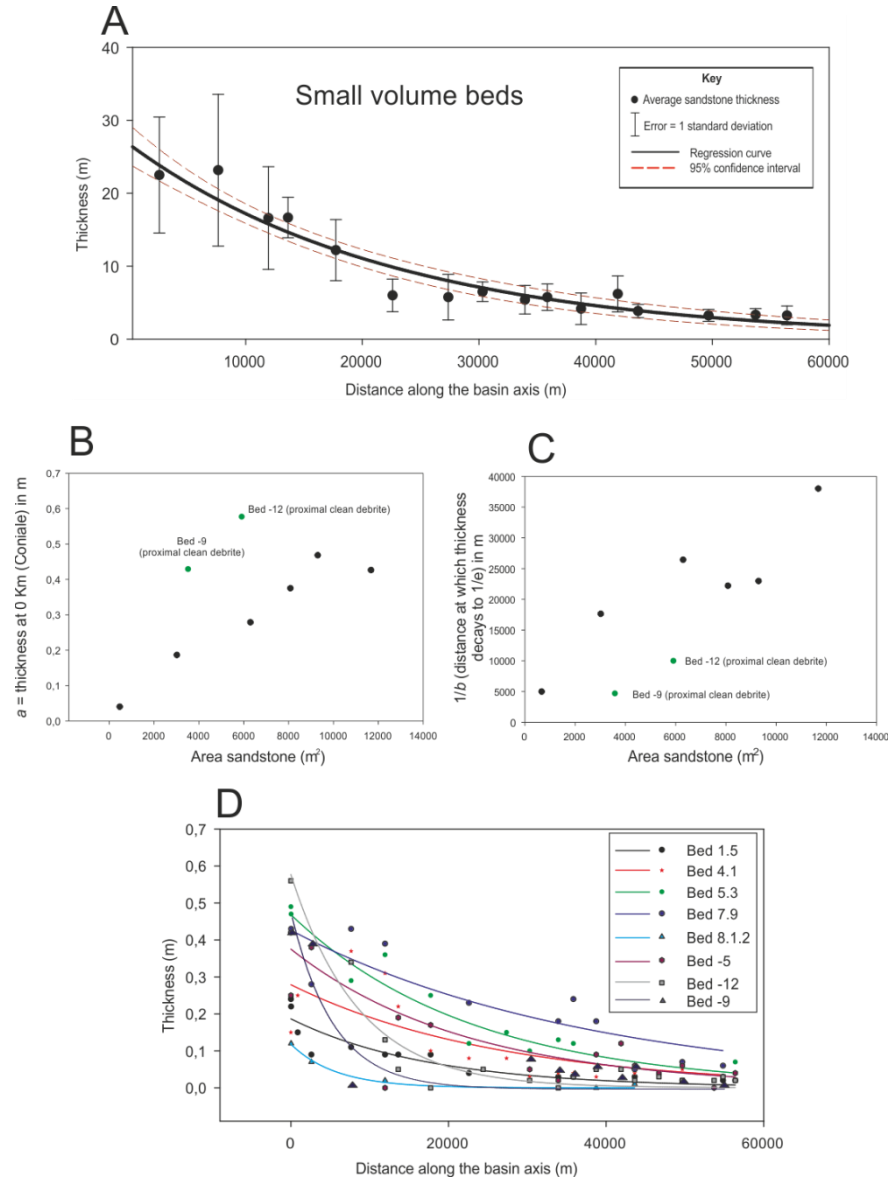 A
40
30
20
10
0
Thickness (m)
Small volume beds
Key
Average sandstone thickness
Error = 1 standard deviation
Regression curve
95% confidence interval
10000 20000 30000 40000 50000 60000
Distance along the basin axis (m)
B
0,7
0,6
0,5
0,4
0,3
0,2
0,1
0,0
a = thickness at 0 Km (Coniale) in m
Bed -12 (proximal clean debrite)
Bed -9
(proximal clean debrite)
0 2000 4000 6000 8000 10000 12000 14000
Area sandstone (m²)
C
40000
35000
30000
25000
20000
15000
10000
5000
0
1/b (distance at which thickness
decays to 1/e) in m
Bed -12 (proximal clean debrite)
Bed -9 (proximal clean debrite)
0 2000 4000 6000 8000 10000 12000 14000
Area sandstone (m²)
D
0,7
0,6
0,5
0,4
0,3
0,2
0,1
0,0
Thickness (m)
Bed 1.5
Bed 4.1
Bed 5.3
Bed 7.9
Bed 8.1.2
Bed -5
Bed -12
Bed -9
0 20000 40000 60000
Distance along the basin axis (m)